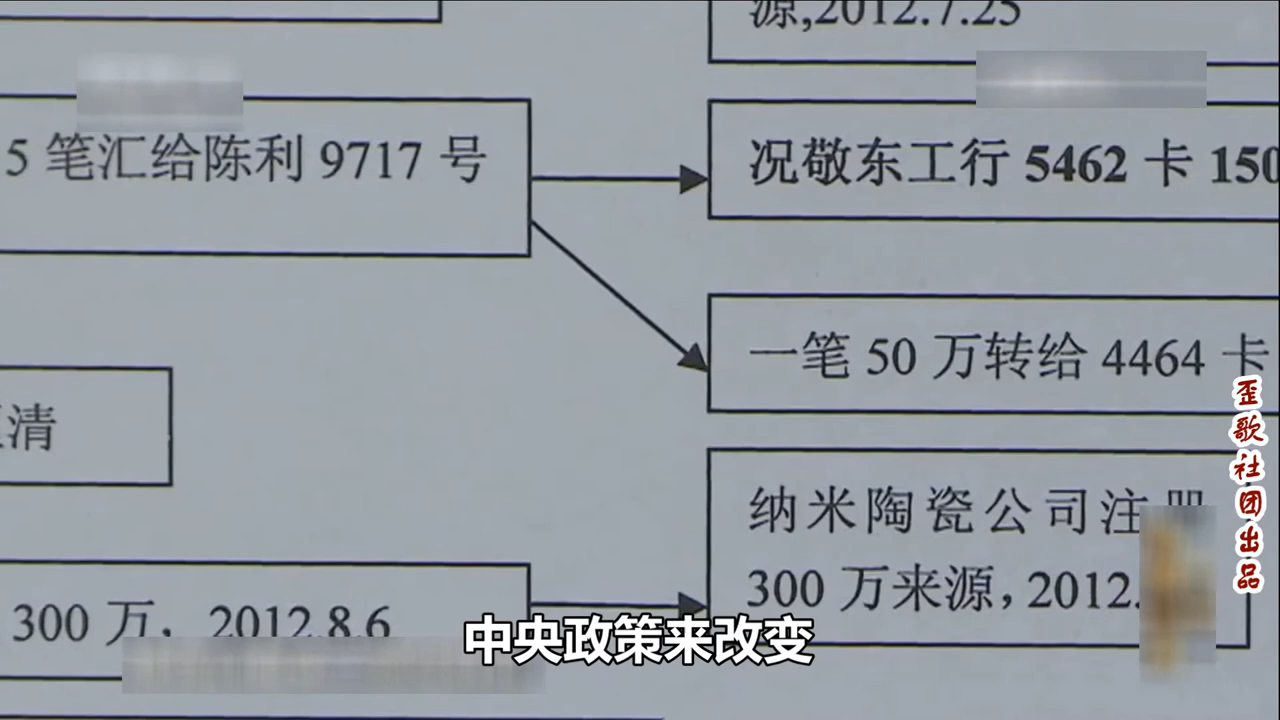 源,2012.7.25
5 笔汇给陈利 9717 号
况敬东工行 5462 卡 150
一笔 50 万转给 4464 卡
清
纳米陶瓷公司注册
300 万来源，2012.
300 万，2012.8.6
中央政策来改变
歪歌社团出品